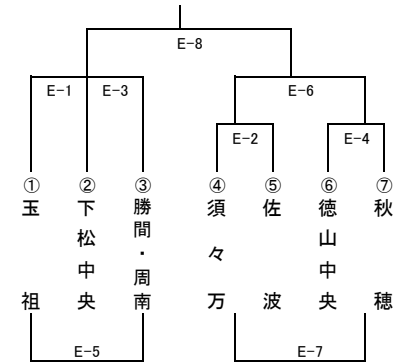 E-8
E-1
E-3
E-6
E-2
E-4
①
②
③
④
⑤
⑥
⑦
玉祖
下松中央
勝間・周南
須々万
佐波
徳山中央
秋穂
E-5
E-7